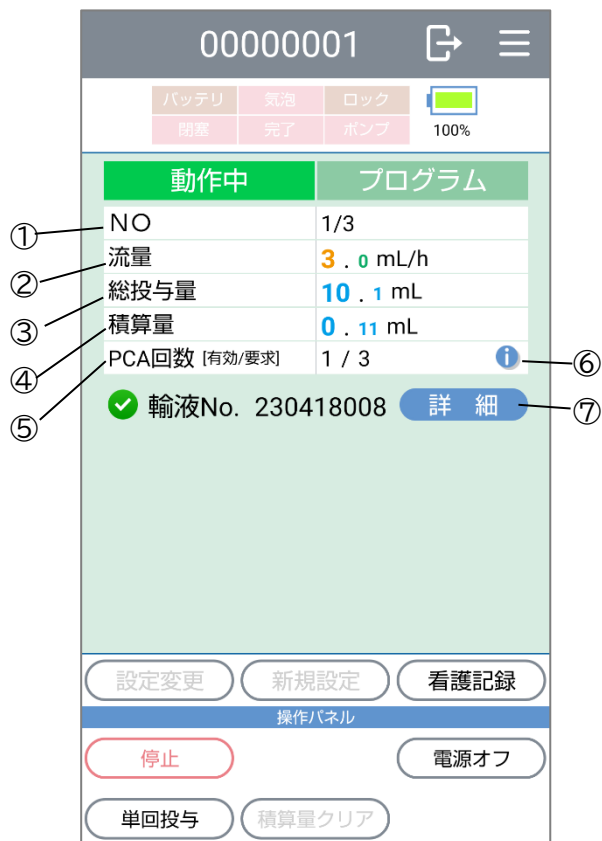 00000001
バッテリ 気泡 ロック
閉塞 完了 ポンプ 100%
動作中 プログラム
① NO 1/3
② 流量 3 . 0 mL/h
③ 総投与量 10 . 1 mL
④ 積算量 0 . 11 mL
⑤ PCA回数 [有効/要求] 1 / 3 i ⑥
輸液No. 230418008 詳 細 ⑦
設定変更 新規設定 看護記録
操作パネル
停止 電源オフ
単回投与 積算量クリア